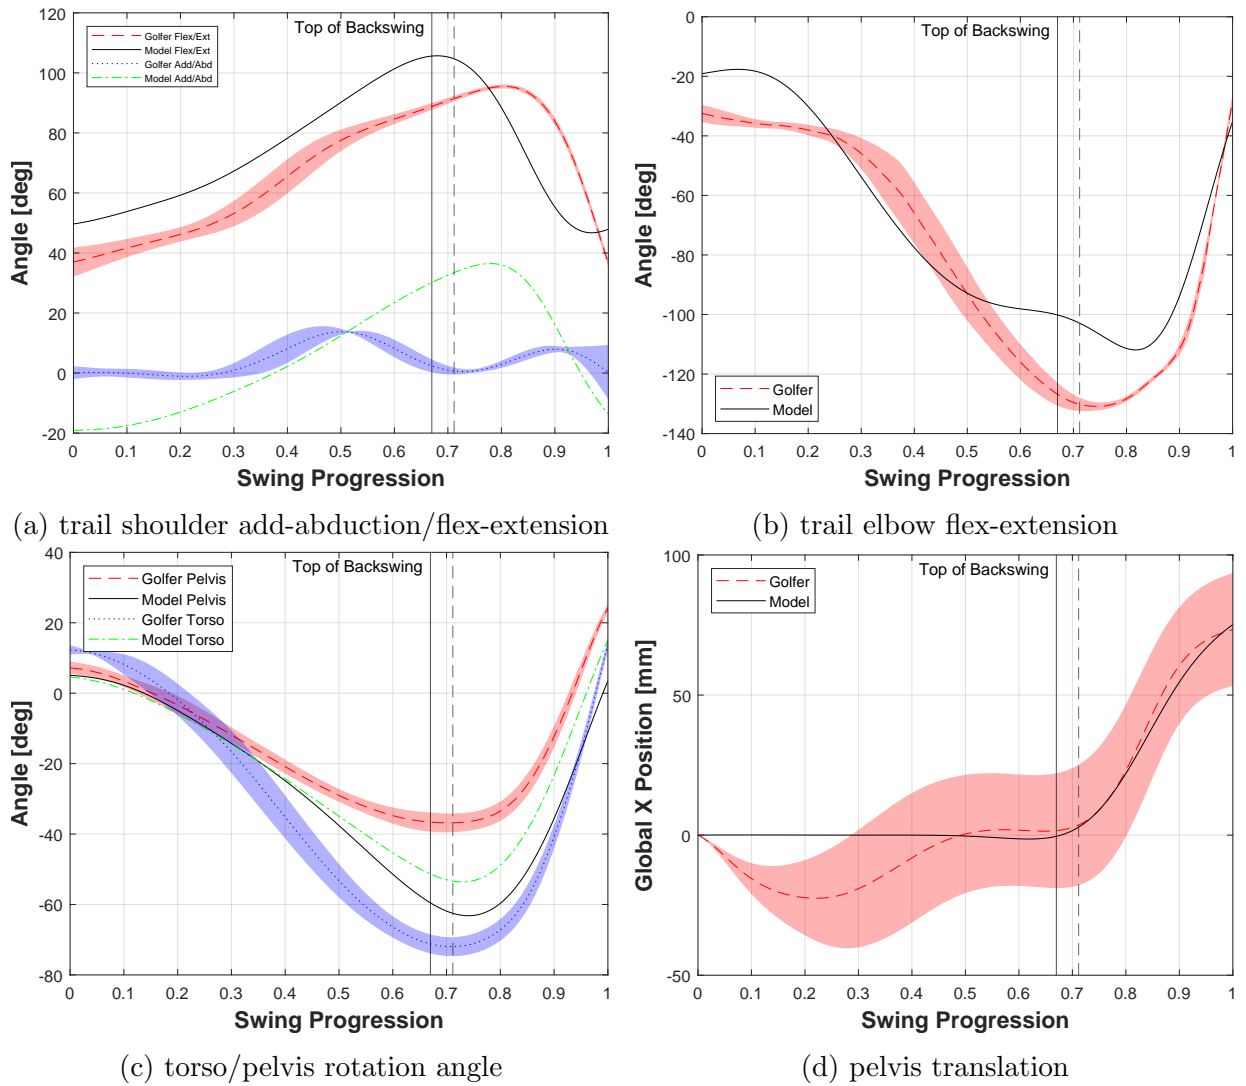 120
100
80
60
40
20
0
-20
Angle [deg]
Top of Backswing
Golfer Flex/Ext
Model Flex/Ext
Golfer Add/Abd
Model Add/Abd
0 0.1 0.2 0.3 0.4 0.5 0.6 0.7 0.8 0.9 1
Swing Progression
(a) trail shoulder add-abduction/flex-extension
0
-20
-40
-60
-80
-100
-120
-140
Angle [deg]
Top of Backswing
Golfer
Model
0 0.1 0.2 0.3 0.4 0.5 0.6 0.7 0.8 0.9 1
Swing Progression
(b) trail elbow flex-extension
40
20
0
-20
-40
-60
-80
Angle [deg]
Top of Backswing
Golfer Pelvis
Model Pelvis
Golfer Torso
Model Torso
0 0.1 0.2 0.3 0.4 0.5 0.6 0.7 0.8 0.9 1
Swing Progression
(c) torso/pelvis rotation angle
100
50
0
-50
Global X Position [mm]
Top of Backswing
Golfer
Model
0 0.1 0.2 0.3 0.4 0.5 0.6 0.7 0.8 0.9 1
Swing Progression
(d) pelvis translation